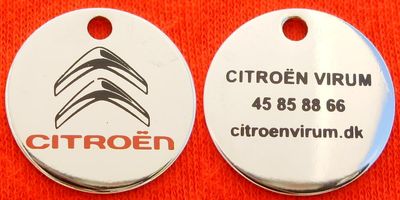 CITROËN
CITROËN VIRUM
45 85 88 66
citroenvirum.dk